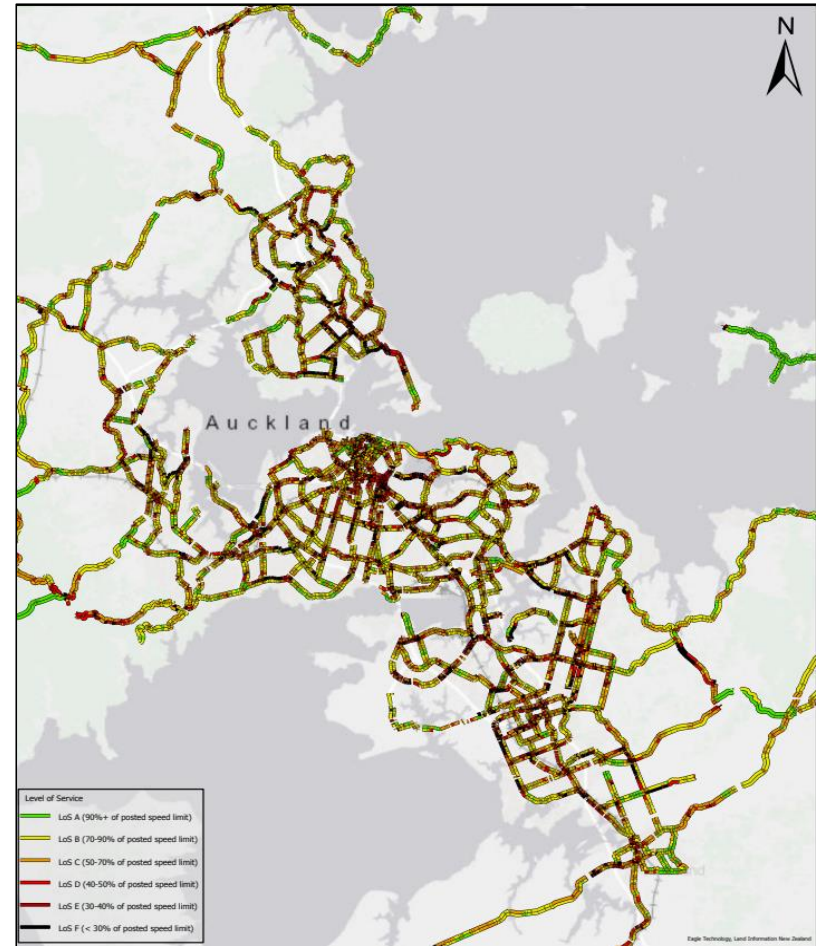 N
Auckland
Level of Service
LoS A (90%+ of posted speed limit)
LoS B (70-90% of posted speed limit)
LoS C (50-70% of posted speed limit)
LoS D (40-50% of posted speed limit)
LoS E (30-40% of posted speed limit)
LoS F (< 30% of posted speed limit)
Eagle Technology, Land Information New Zealand